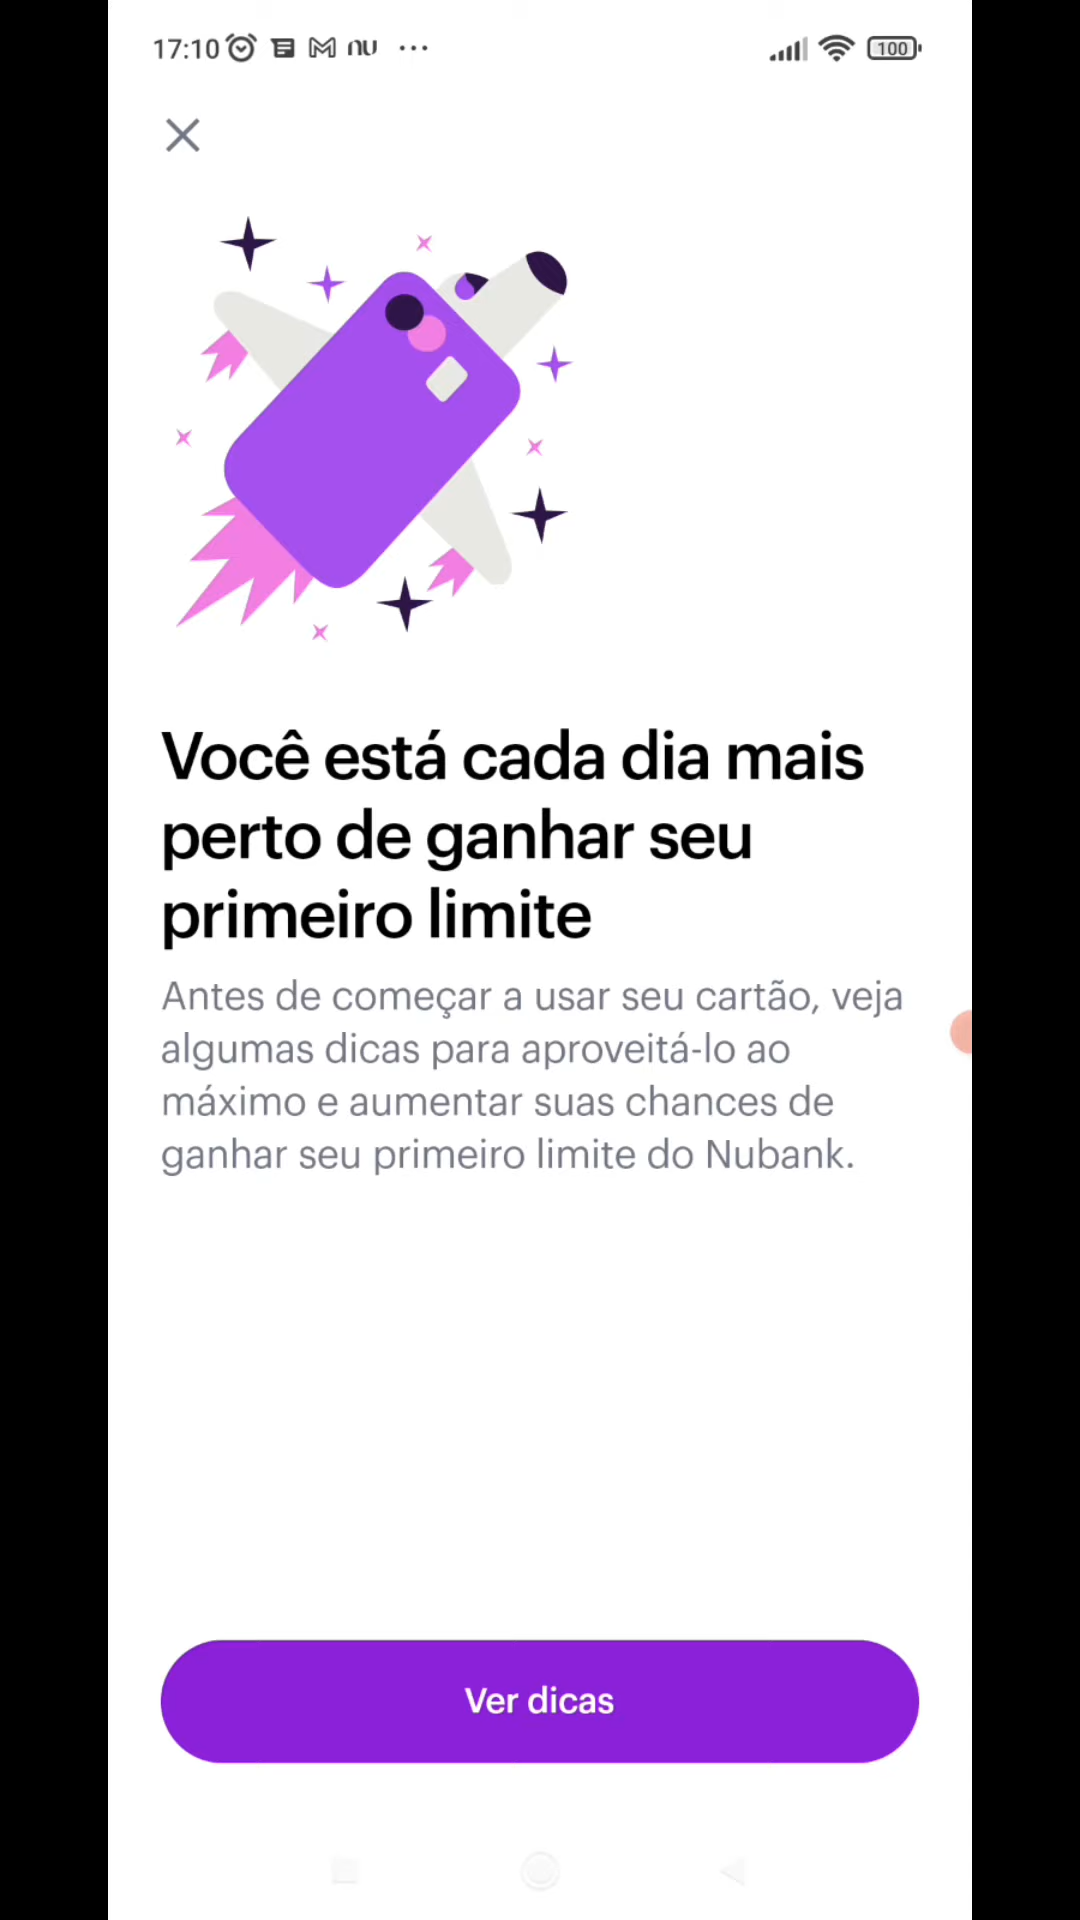 17:10 nu ... 100
Você está cada dia mais
perto de ganhar seu
primeiro limite
Antes de começar a usar seu cartão, veja
algumas dicas para aproveitá-lo ao
máximo e aumentar suas chances de
ganhar seu primeiro limite do Nubank.
Ver dicas